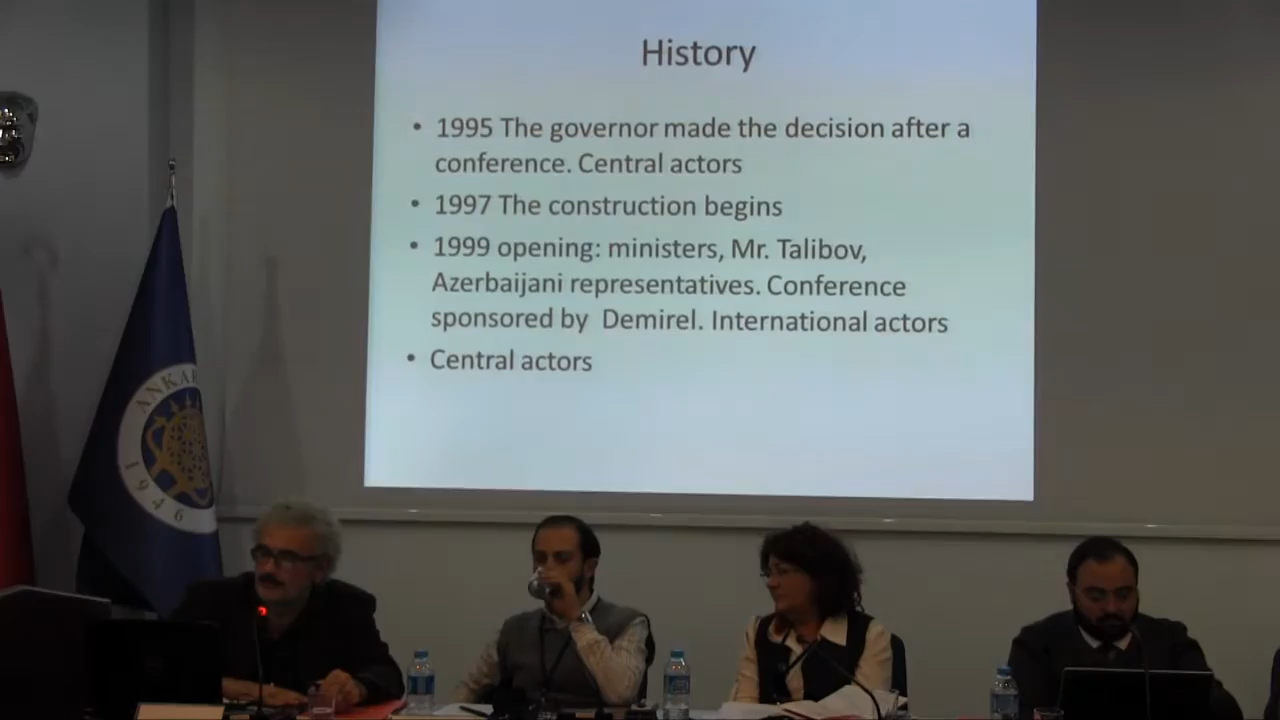 History
• 1995 The governor made the decision after a
conference. Central actors
• 1997 The construction begins
• 1999 opening: ministers, Mr. Talibov,
Azerbaijani representatives. Conference
sponsored by Demirel. International actors
• Central actors
ANKA
1946